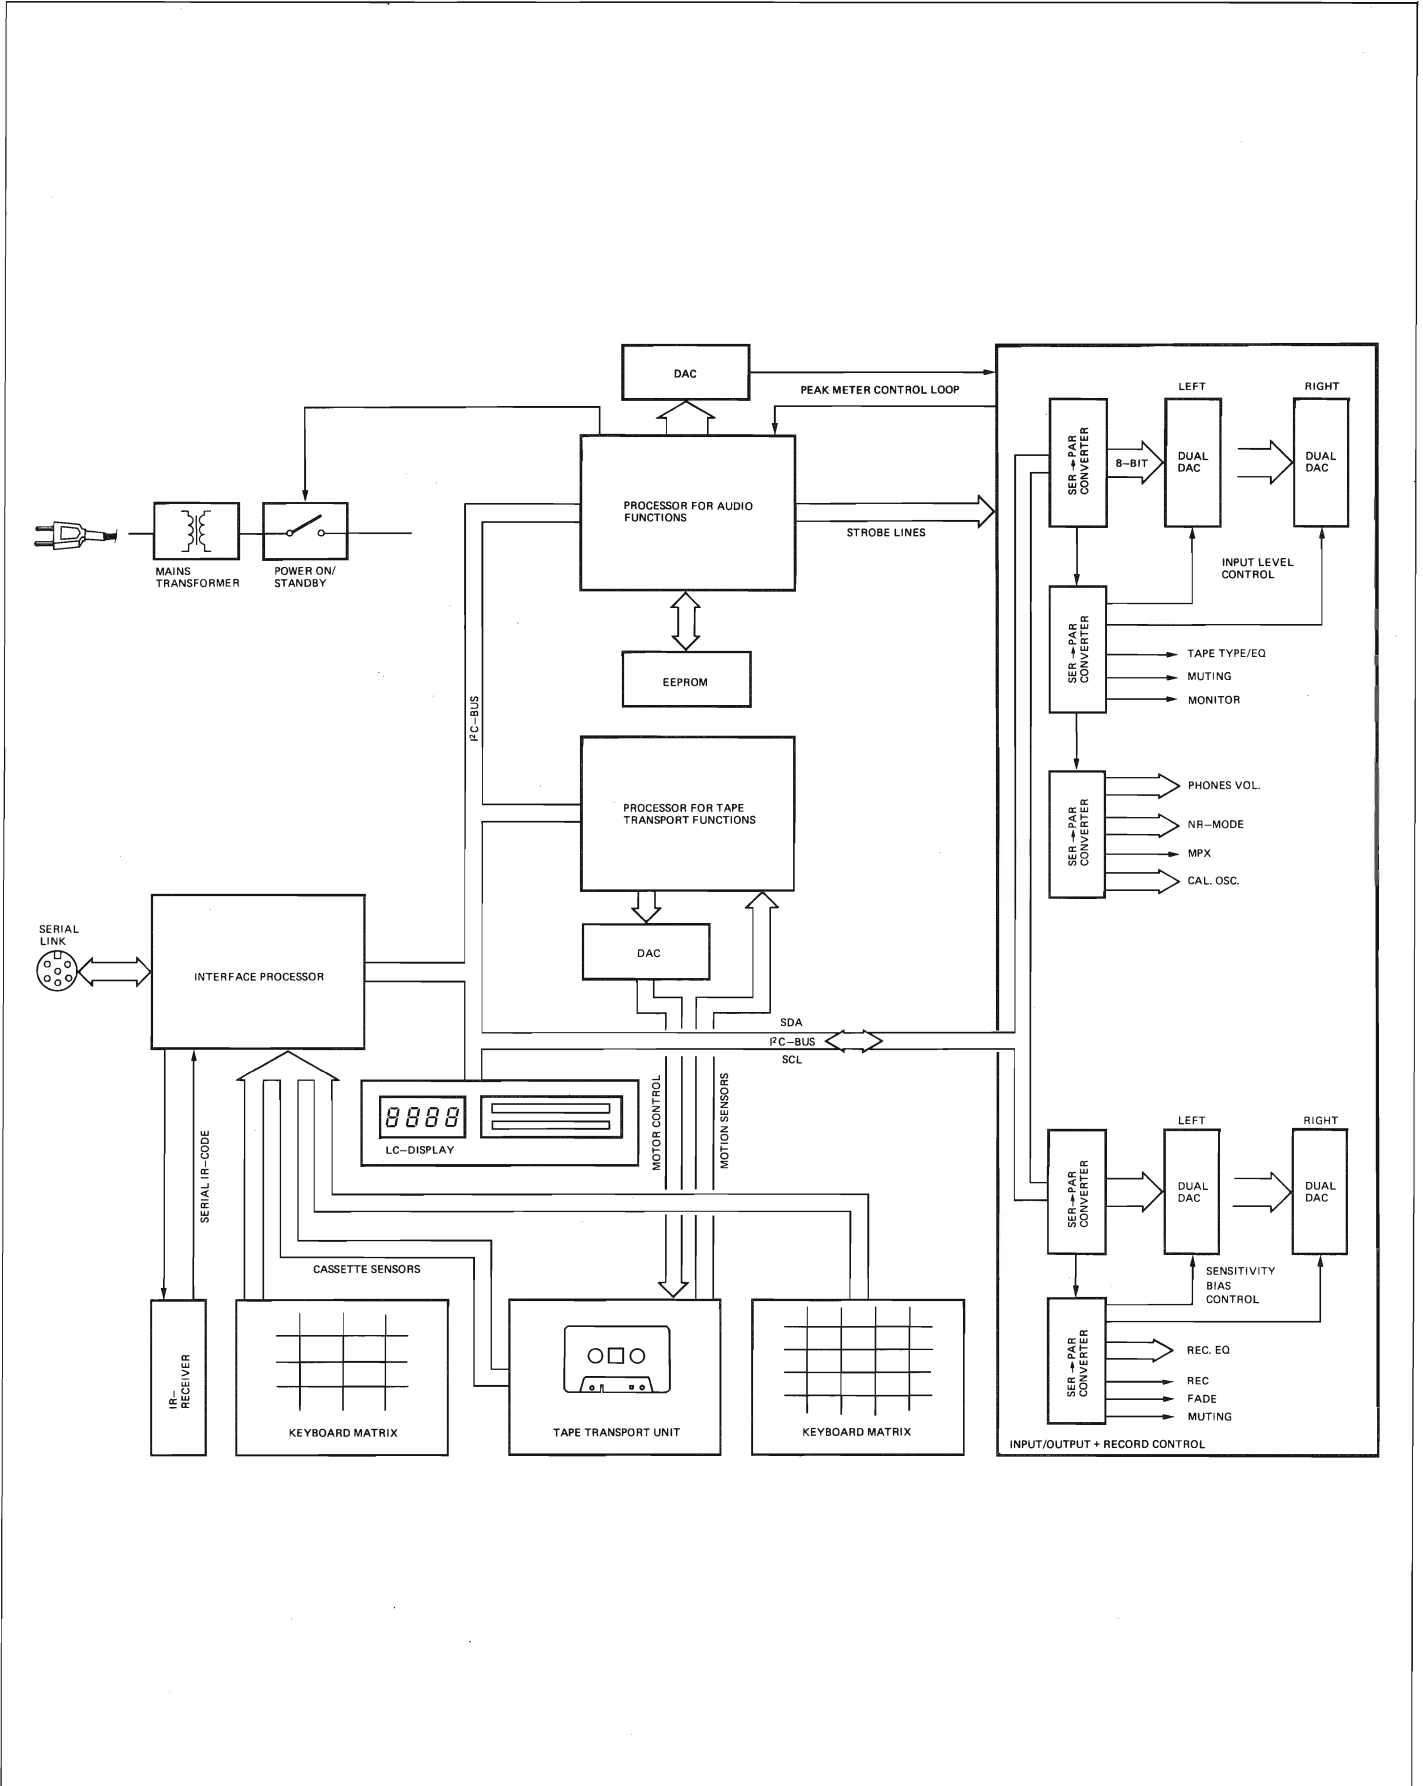 DAC
PEAK METER CONTROL LOOP
PROCESSOR FOR AUDIO
FUNCTIONS
STROBE LINES
MAINS
TRANSFORMER
POWER ON/
STANDBY
EEPROM
I²C–BUS
PROCESSOR FOR TAPE
TRANSPORT FUNCTIONS
DAC
SERIAL
LINK
INTERFACE PROCESSOR
SDA
I²C–BUS
SCL
8888
LC–DISPLAY
MOTOR CONTROL
MOTION SENSORS
SERIAL IR–CODE
CASSETTE SENSORS
IR–
RECEIVER
KEYBOARD MATRIX
TAPE TRANSPORT UNIT
KEYBOARD MATRIX
LEFT
RIGHT
SER→PAR
CONVERTER
8–BIT
DUAL
DAC
DUAL
DAC
INPUT LEVEL
CONTROL
SER→PAR
CONVERTER
TAPE TYPE/EQ
MUTING
MONITOR
SER→PAR
CONVERTER
PHONES VOL.
NR–MODE
MPX
CAL. OSC.
LEFT
RIGHT
SER→PAR
CONVERTER
DUAL
DAC
DUAL
DAC
SENSITIVITY
BIAS
CONTROL
SER→PAR
CONVERTER
REC. EQ
REC
FADE
MUTING
INPUT/OUTPUT + RECORD CONTROL